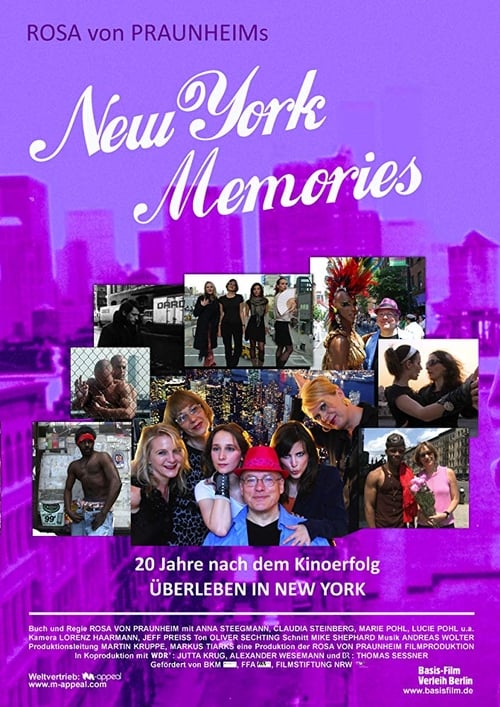 ROSA von PRAUNHEIMs
New York
Memories
20 Jahre nach dem Kinoerfolg
ÜBERLEBEN IN NEW YORK
Buch und Regie ROSA VON PRAUNHEIM mit ANNA STEEGMANN, CLAUDIA STEINBERG, MARIE POHL, LUCIE POHL u.a.
Kamera LORENZ HAARMANN, JEFF PREISS Ton OLIVER SECHTING Schnitt MIKE SHEPHARD Musik ANDREAS WOLTER
Produktionsleitung MARTIN KRUPPE, MARKUS TIARKS eine Produktion der ROSA VON PRAUNHEIM FILMPRODUKTION
In Koproduktion mit WDR: JUTTA KRUG, ALEXANDER WESEMANN und : THOMAS SESSNER
Gefördert von BKM, FFA, FILMSTIFTUNG NRW
Weltvertrieb: m-appeal
www.m-appeal.com
Basis-Film
Verleih Berlin
www.basisfilm.de